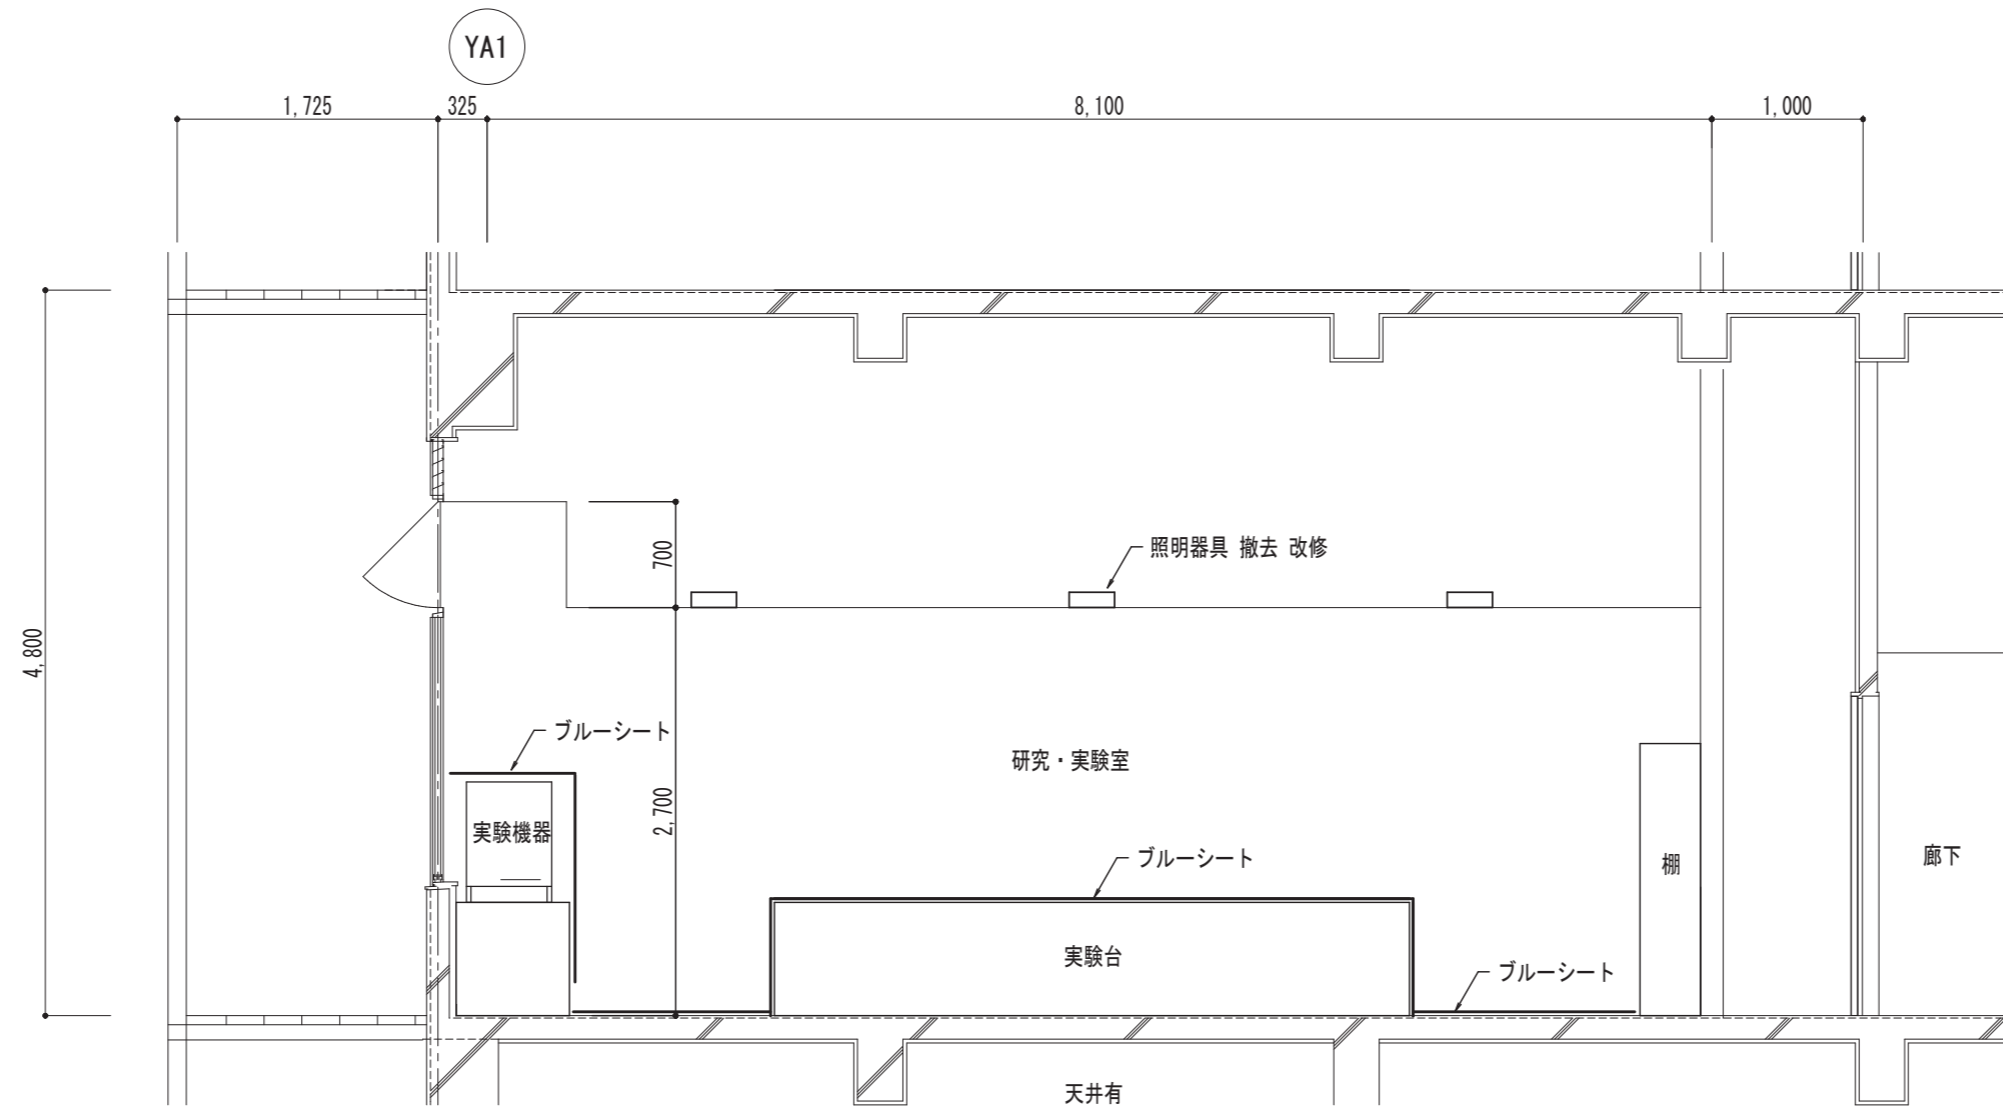 YA1
1,725
325
8,100
1,000
4,800
700
照明器具 撤去 改修
ブルーシート
研究・実験室
2,700
実験機器
ブルーシート
棚
廊下
実験台
ブルーシート
天井有